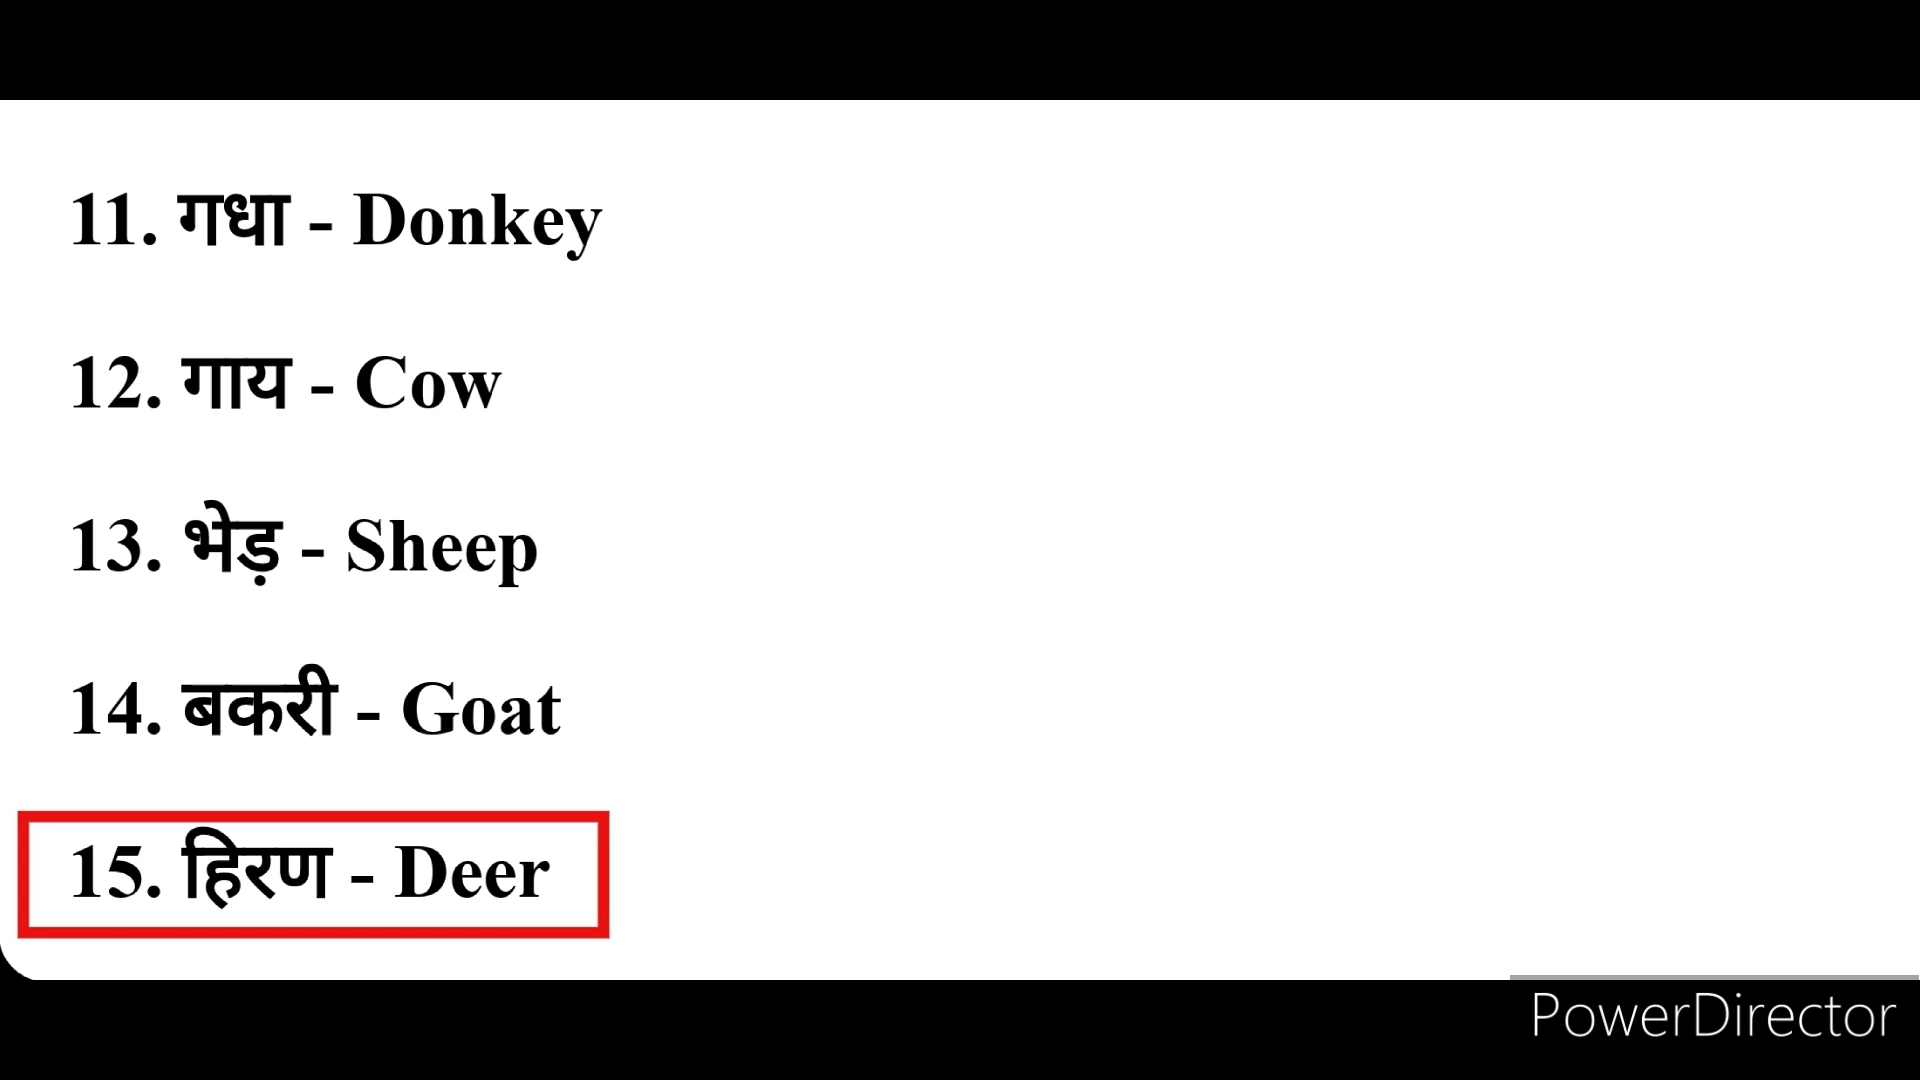 11. गधा - Donkey
12. गाय - Cow
13. भेड़ - Sheep
14. बकरी - Goat
15. हिरण - Deer
PowerDirector